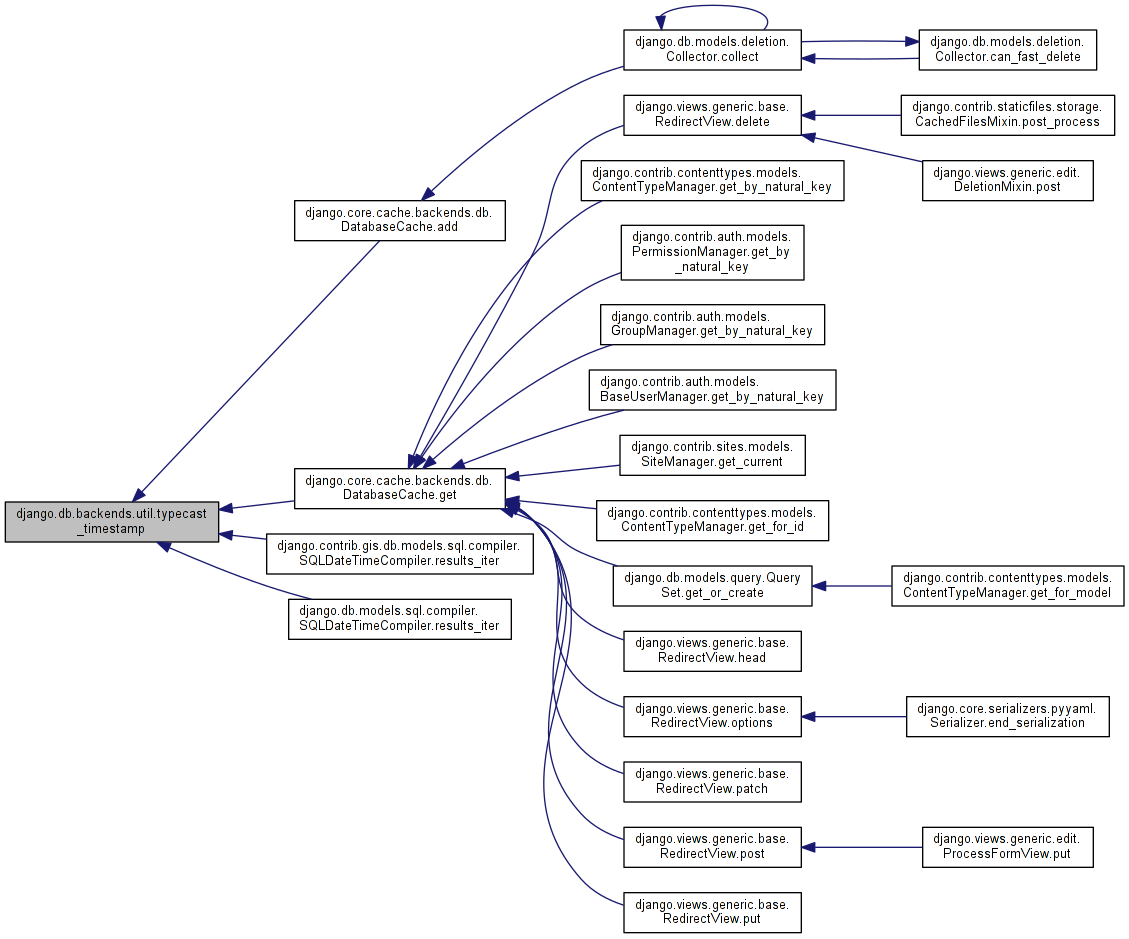 django.db.models.deletion.
Collector.collect
django.db.models.deletion.
Collector.can_fast_delete
django.views.generic.base.
RedirectView.delete
django.contrib.staticfiles.storage.
CachedFilesMixin.post_process
django.contrib.contenttypes.models.
ContentTypeManager.get_by_natural_key
django.views.generic.edit.
DeletionMixin.post
django.core.cache.backends.db.
DatabaseCache.add
django.contrib.auth.models.
PermissionManager.get_by
_natural_key
django.contrib.auth.models.
GroupManager.get_by_natural_key
django.contrib.auth.models.
BaseUserManager.get_by_natural_key
django.contrib.sites.models.
SiteManager.get_current
django.core.cache.backends.db.
DatabaseCache.get
django.db.backends.util.typecast
_timestamp
django.contrib.contenttypes.models.
ContentTypeManager.get_for_id
django.contrib.gis.db.models.sql.compiler.
SQLDateTimeCompiler.results_iter
django.db.models.query.Query
Set.get_or_create
django.contrib.contenttypes.models.
ContentTypeManager.get_for_model
django.db.models.sql.compiler.
SQLDateTimeCompiler.results_iter
django.views.generic.base.
RedirectView.head
django.views.generic.base.
RedirectView.options
django.core.serializers.pyyaml.
Serializer.end_serialization
django.views.generic.base.
RedirectView.patch
django.views.generic.base.
RedirectView.post
django.views.generic.edit.
ProcessFormView.put
django.views.generic.base.
RedirectView.put